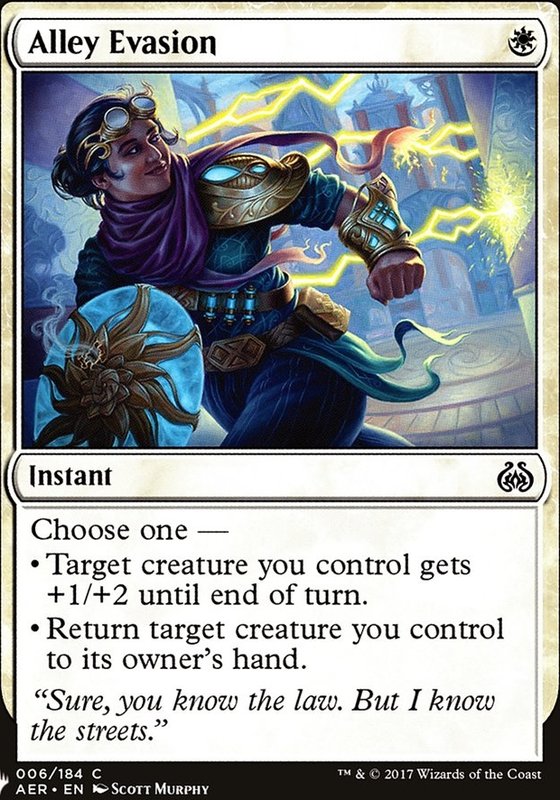 Alley Evasion
Instant
Choose one —
• Target creature you control gets
+1/+2 until end of turn.
• Return target creature you control
to its owner's hand.
“Sure, you know the law. But I know
the streets.”
006/184 C
AER • EN Scott Murphy
™ & © 2017 Wizards of the Coast